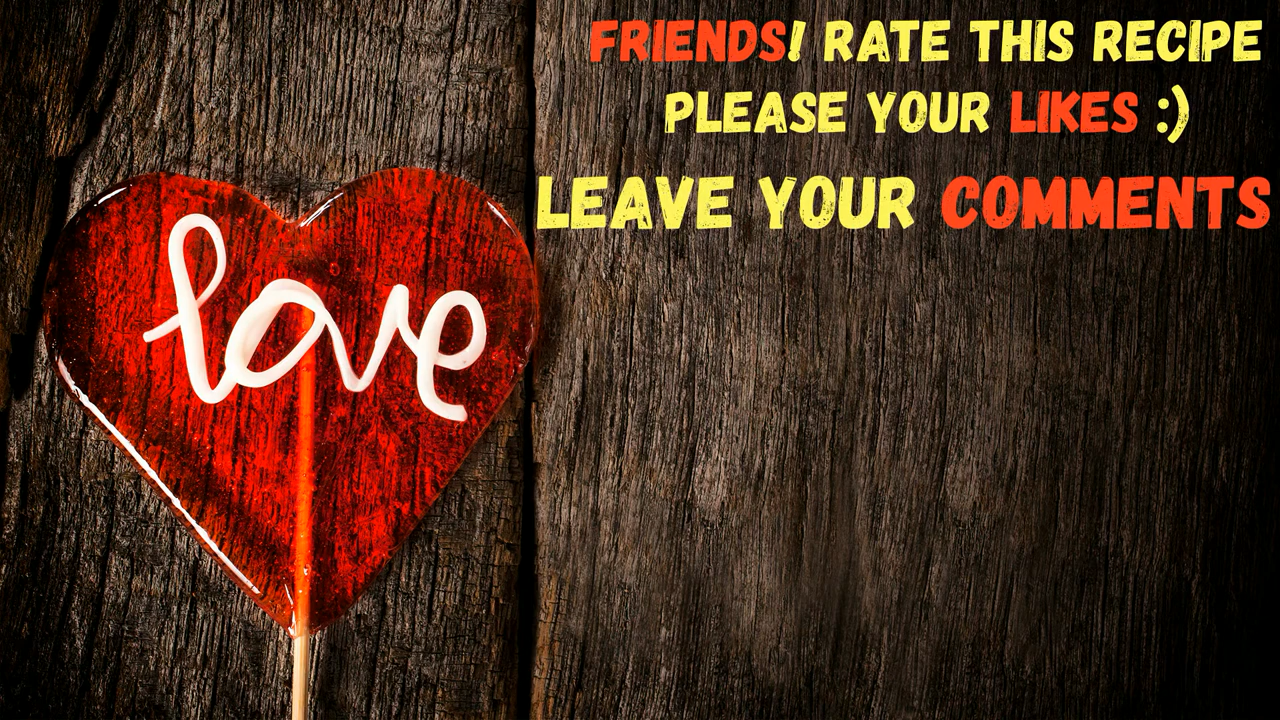 FRIENDS! RATE THIS RECIPE
PLEASE YOUR LIKES :)
LEAVE YOUR COMMENTS
love